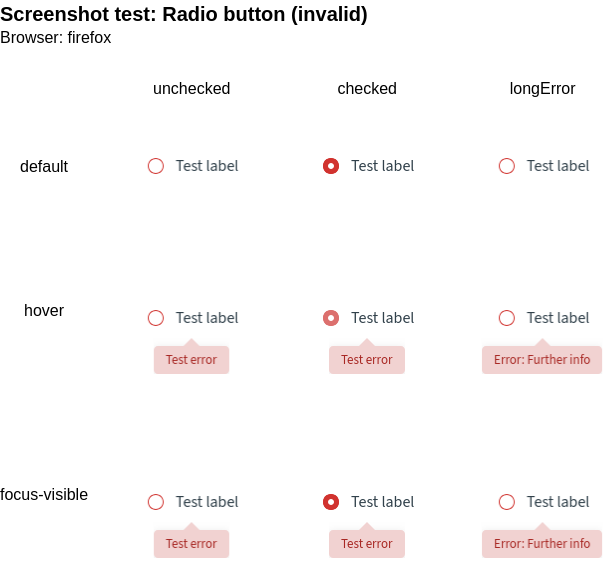 Screenshot test: Radio button (invalid)
Browser: firefox
unchecked checked longError
default Test label Test label Test label
hover Test label Test label Test label
Test error Test error Error: Further info
focus-visible Test label Test label Test label
Test error Test error Error: Further info